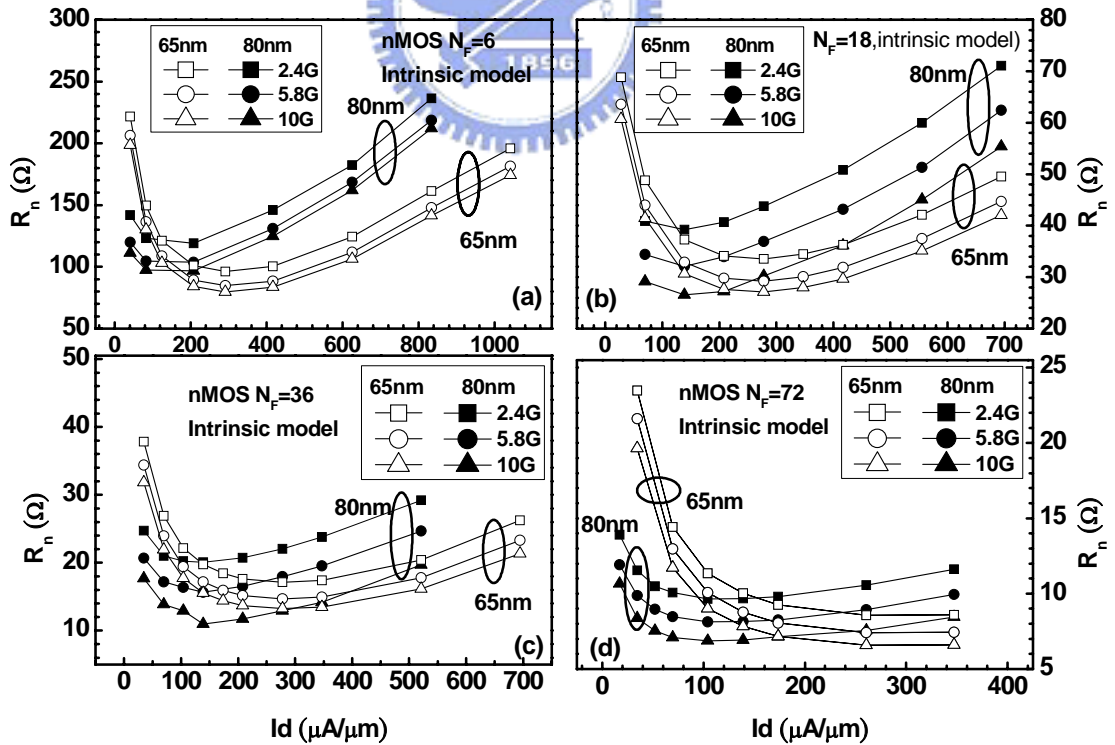 300
250
200
150
100
50
Rn (Ω)
65nm 80nm
2.4G
5.8G
10G
nMOS NF=6
Intrinsic model
80nm
65nm
(a)
0 200 400 600 800 1000
1896
65nm 80nm
2.4G
5.8G
10G
NF=18,intrinsic model)
80nm
65nm
(b)
80
70
60
50
40
30
20
Rn (Ω)
0 100 200 300 400 500 600 700
50
40
30
20
10
Rn (Ω)
nMOS NF=36
Intrinsic model
65nm 80nm
2.4G
5.8G
10G
80nm
65nm
(c)
0 100 200 300 400 500 600 700
Id (μA/μm)
nMOS NF=72
Intrinsic model
65nm 80nm
2.4G
5.8G
10G
65nm
80nm
(d)
25
20
15
10
5
Rn (Ω)
0 100 200 300 400
Id (μA/μm)